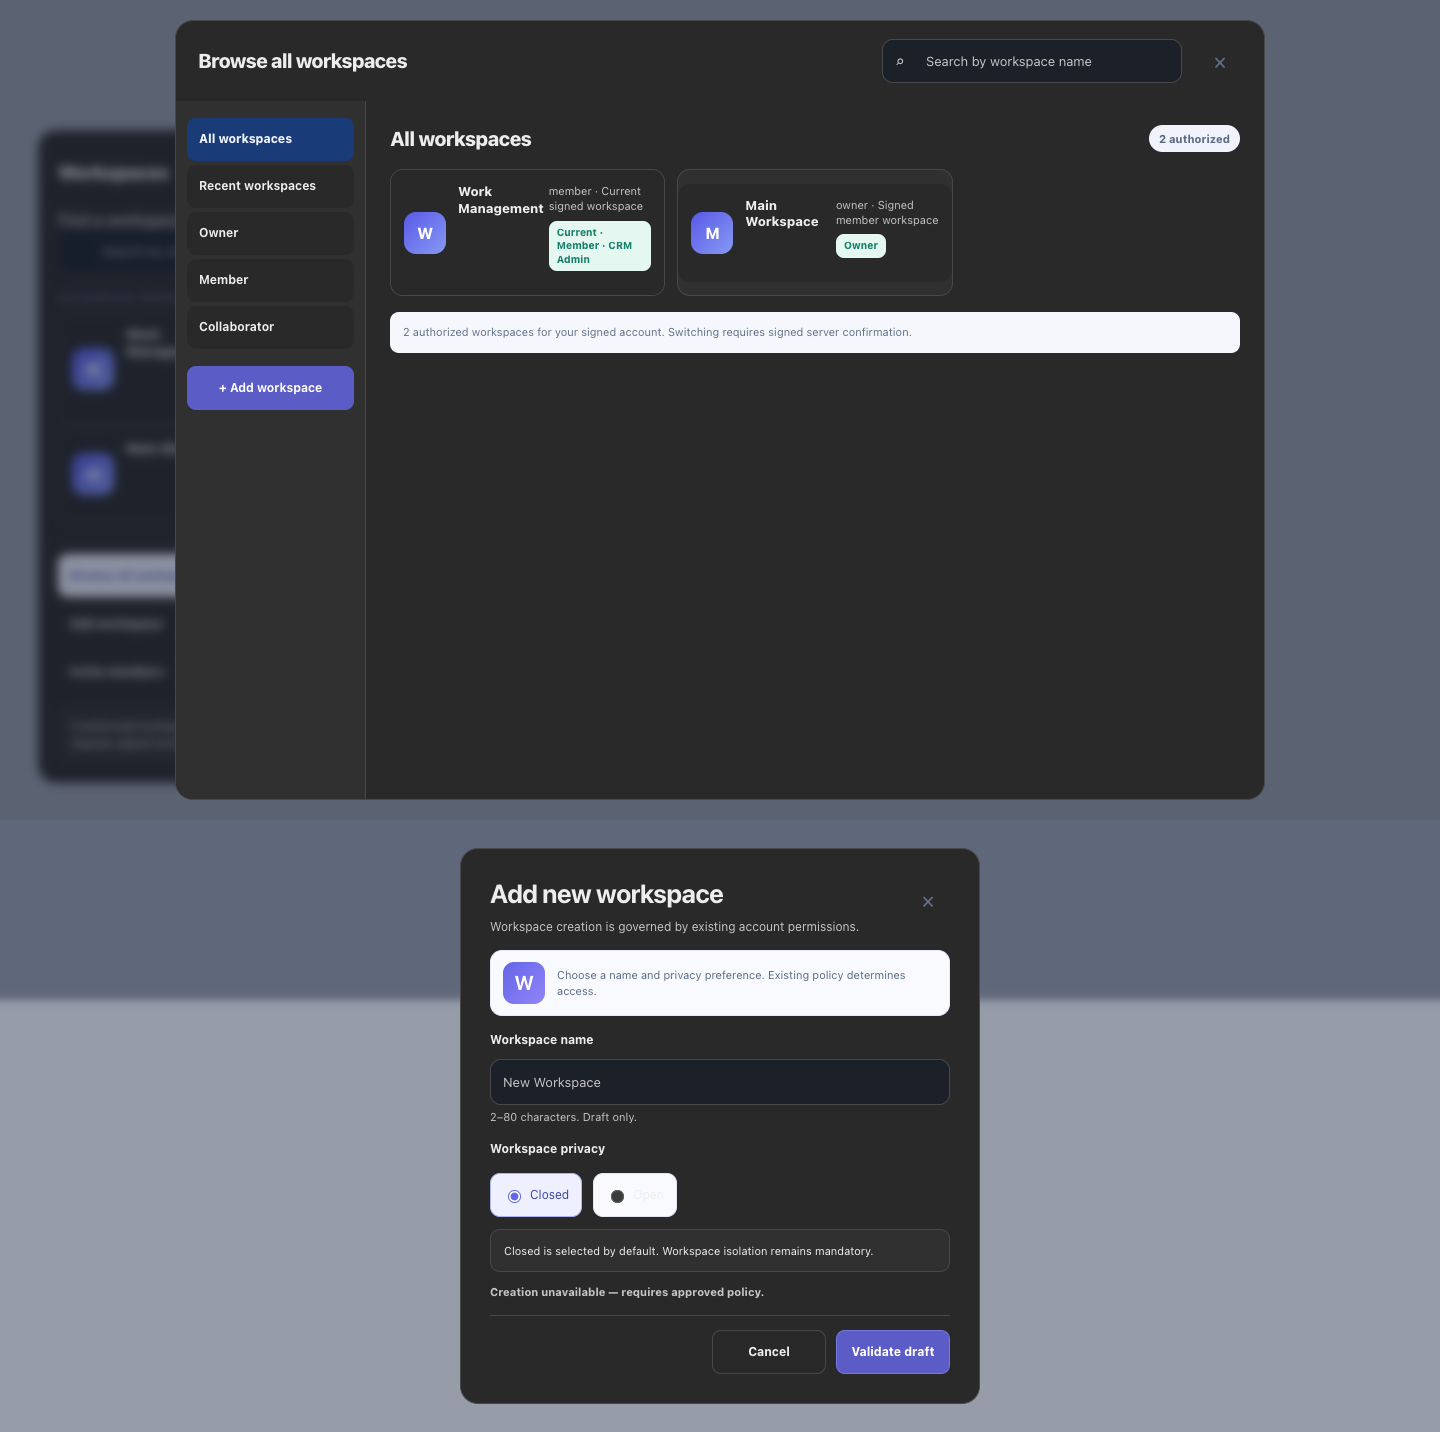 Browse all workspaces
⌕ Search by workspace name ×
All workspaces
Recent workspaces
Owner
Member
Collaborator
+ Add workspace
All workspaces
2 authorized
W
Work
Management
member · Current
signed workspace
Current ·
Member · CRM
Admin
M
Main
Workspace
owner · Signed
member workspace
Owner
2 authorized workspaces for your signed account. Switching requires signed server confirmation.
Workspaces
Add new workspace ×
Workspace creation is governed by existing account permissions.
W
Choose a name and privacy preference. Existing policy determines
access.
Workspace name
New Workspace
2–80 characters. Draft only.
Workspace privacy
Closed
Open
Closed is selected by default. Workspace isolation remains mandatory.
Creation unavailable — requires approved policy.
Cancel
Validate draft